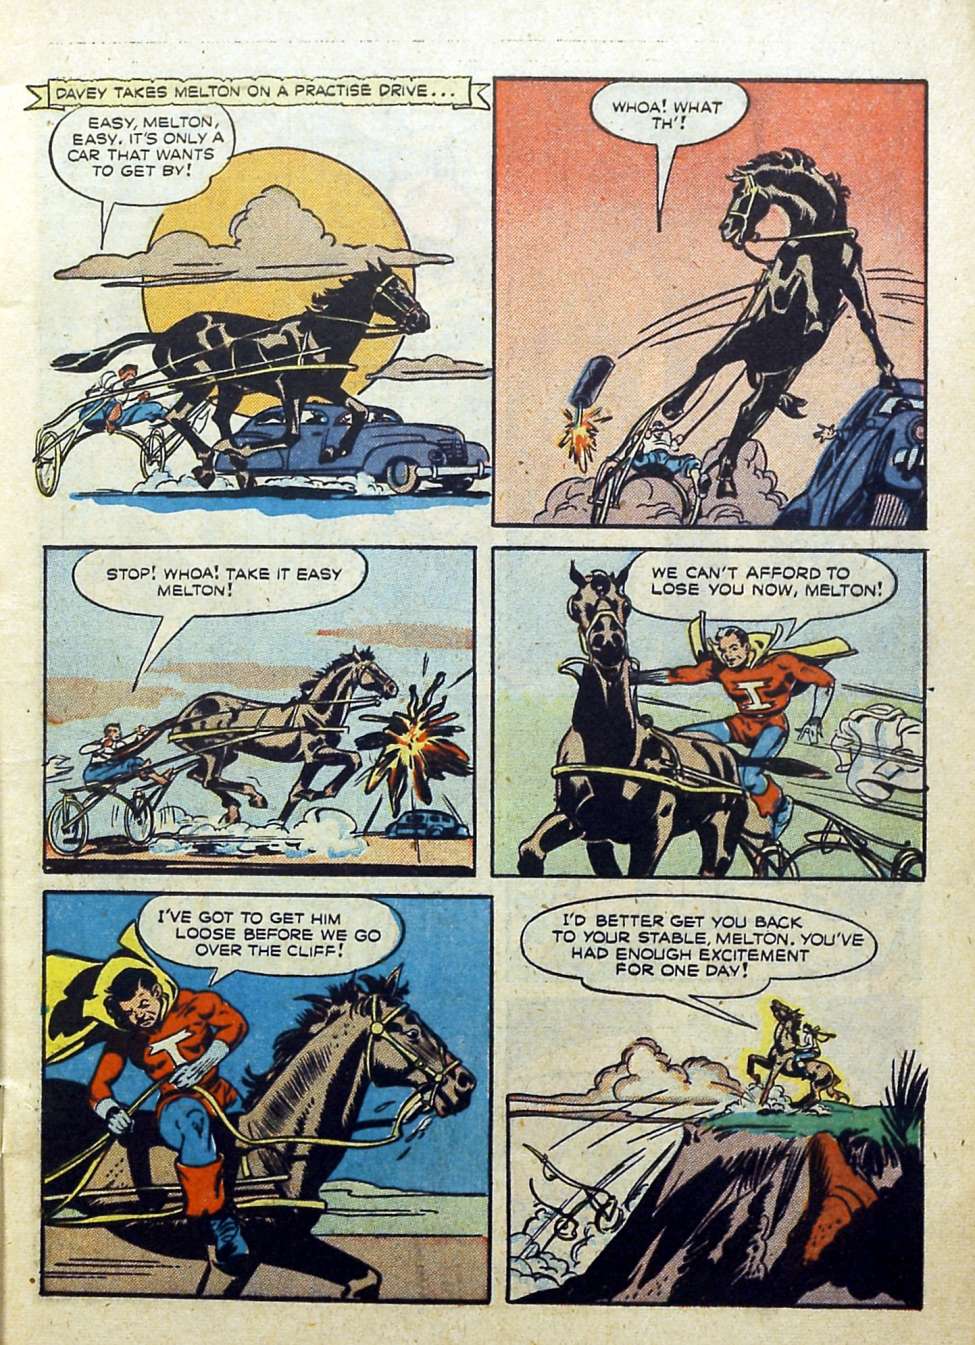 DAVEY TAKES MELTON ON A PRACTISE DRIVE...
EASY, MELTON,
EASY. IT'S ONLY A
CAR THAT WANTS
TO GET BY!
WHOA! WHAT
TH'!
STOP! WHOA! TAKE IT EASY
MELTON!
WE CAN'T AFFORD TO
LOSE YOU NOW, MELTON!
I
I'VE GOT TO GET HIM
LOOSE BEFORE WE GO
OVER THE CLIFF!
I
I'D BETTER GET YOU BACK
TO YOUR STABLE, MELTON. YOU'VE
HAD ENOUGH EXCITEMENT
FOR ONE DAY!